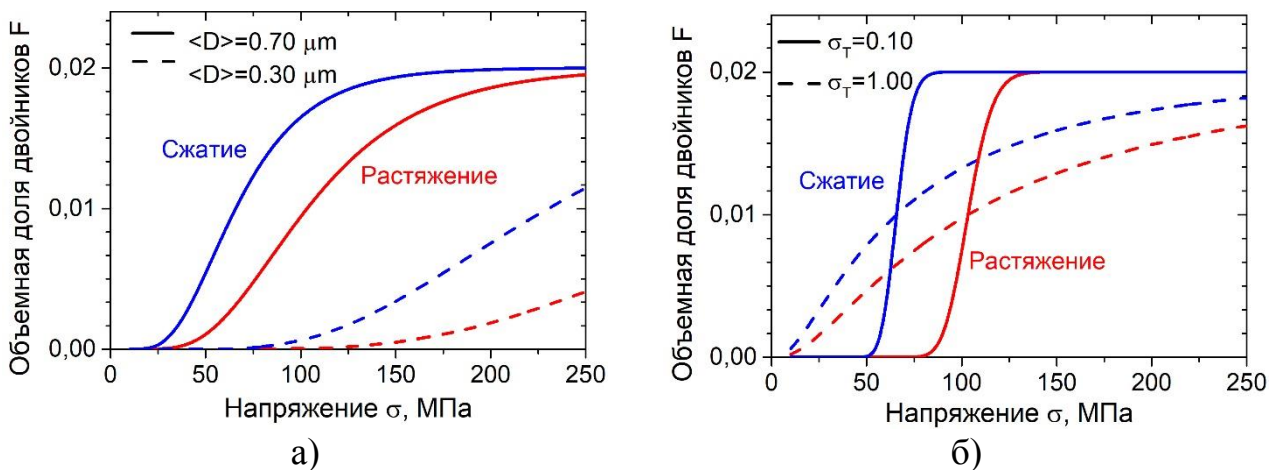 <D>=0.70 μm
<D>=0.30 μm
Объемная доля двойников F
0,02
0,01
0,00
Сжатие
Растяжение
0 50 100 150 200 250
Напряжение σ, МПа
а)
σT=0.10
σT=1.00
Объемная доля двойников F
0,02
0,01
0,00
Сжатие
Растяжение
0 50 100 150 200 250
Напряжение σ, МПа
б)